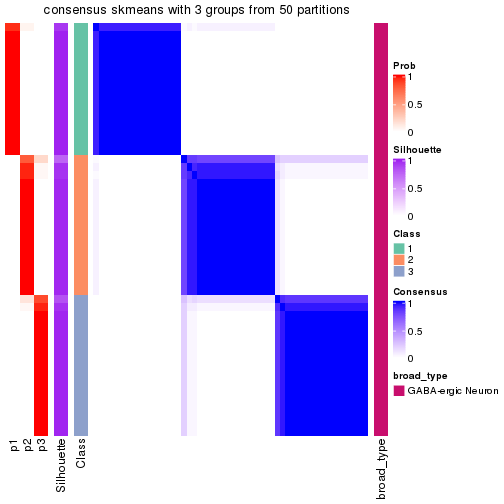 consensus skmeans with 3 groups from 50 partitions
Prob
1
0.5
0
Silhouette
1
0.5
0
Class
1
2
3
Consensus
1
0.5
0
broad_type
GABA-ergic Neuron
p1
p2
p3
Silhouette
Class
broad_type